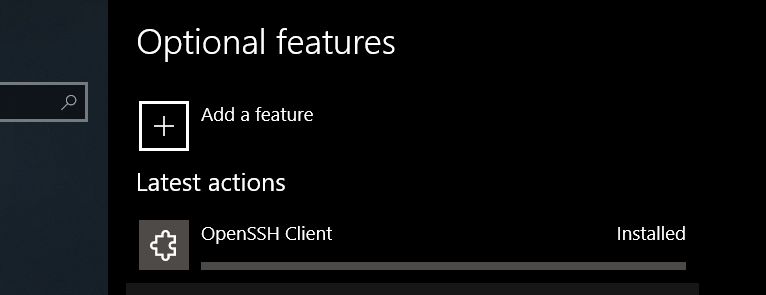 Optional features
Add a feature
Latest actions
OpenSSH Client Installed